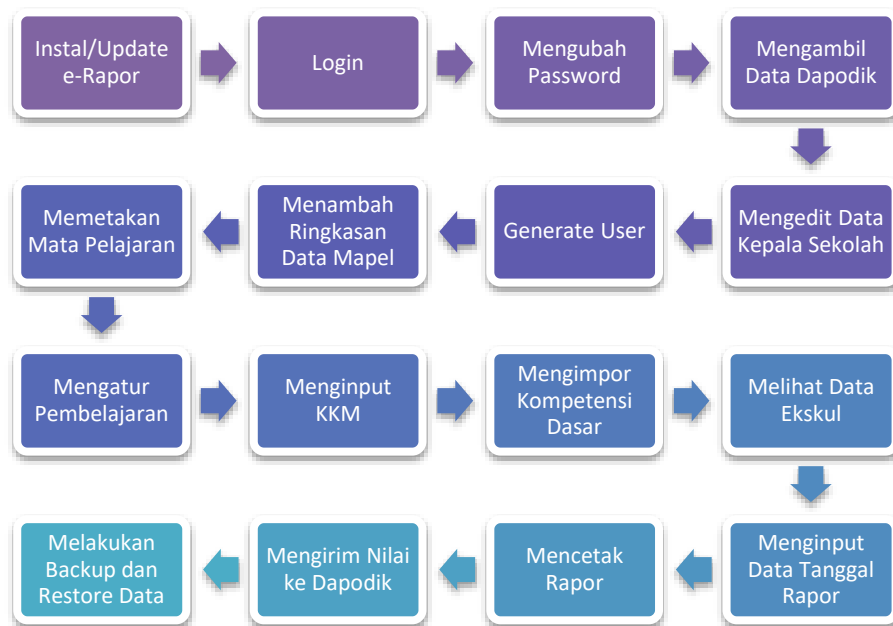 Instal/Update
e-Rapor
Login
Mengubah
Password
Mengambil
Data Dapodik
Mengedit Data
Kepala Sekolah
Generate User
Menambah
Ringkasan
Data Mapel
Memetakan
Mata Pelajaran
Mengatur
Pembelajaran
Menginput
KKM
Mengimpor
Kompetensi
Dasar
Melihat Data
Ekskul
Menginput
Data Tanggal
Rapor
Mencetak
Rapor
Mengirim Nilai
ke Dapodik
Melakukan
Backup dan
Restore Data